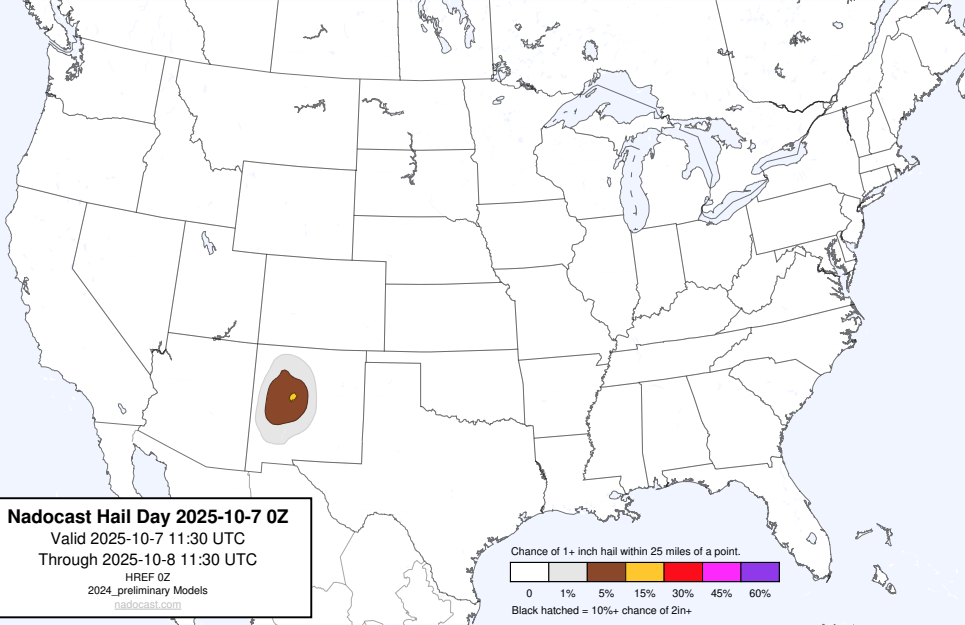 Nadocast Hail Day 2025-10-7 0Z
Valid 2025-10-7 11:30 UTC
Through 2025-10-8 11:30 UTC
HREF 0Z
2024_preliminary Models
nadocast.com
Chance of 1+ inch hail within 25 miles of a point.
0 1% 5% 15% 30% 45% 60%
Black hatched = 10%+ chance of 2in+